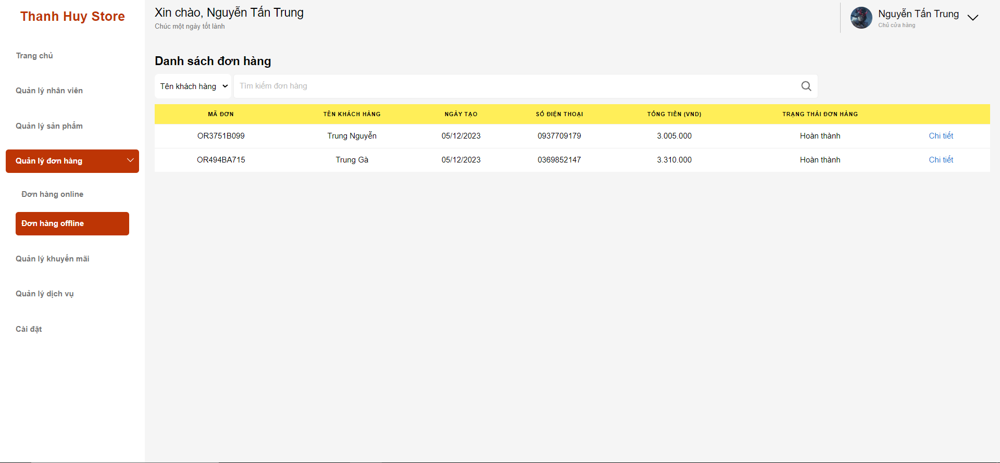 Thanh Huy Store
Trang chủ
Quản lý nhân viên
Quản lý sản phẩm
Quản lý đơn hàng
Đơn hàng online
Đơn hàng offline
Quản lý khuyến mãi
Quản lý dịch vụ
Cài đặt
Xin chào, Nguyễn Tấn Trung
Chúc một ngày tốt lành
Nguyễn Tấn Trung
Chủ cửa hàng
Danh sách đơn hàng
Tên khách hàng
Tìm kiếm đơn hàng
MÃ ĐƠN TÊN KHÁCH HÀNG NGÀY TẠO SỐ ĐIỆN THOẠI TỔNG TIỀN (VND) TRẠNG THÁI ĐƠN HÀNG
OR3751B099 Trung Nguyễn 05/12/2023 0937709179 3.005.000 Hoàn thành Chi tiết
OR494BA715 Trung Gà 05/12/2023 0369852147 3.310.000 Hoàn thành Chi tiết